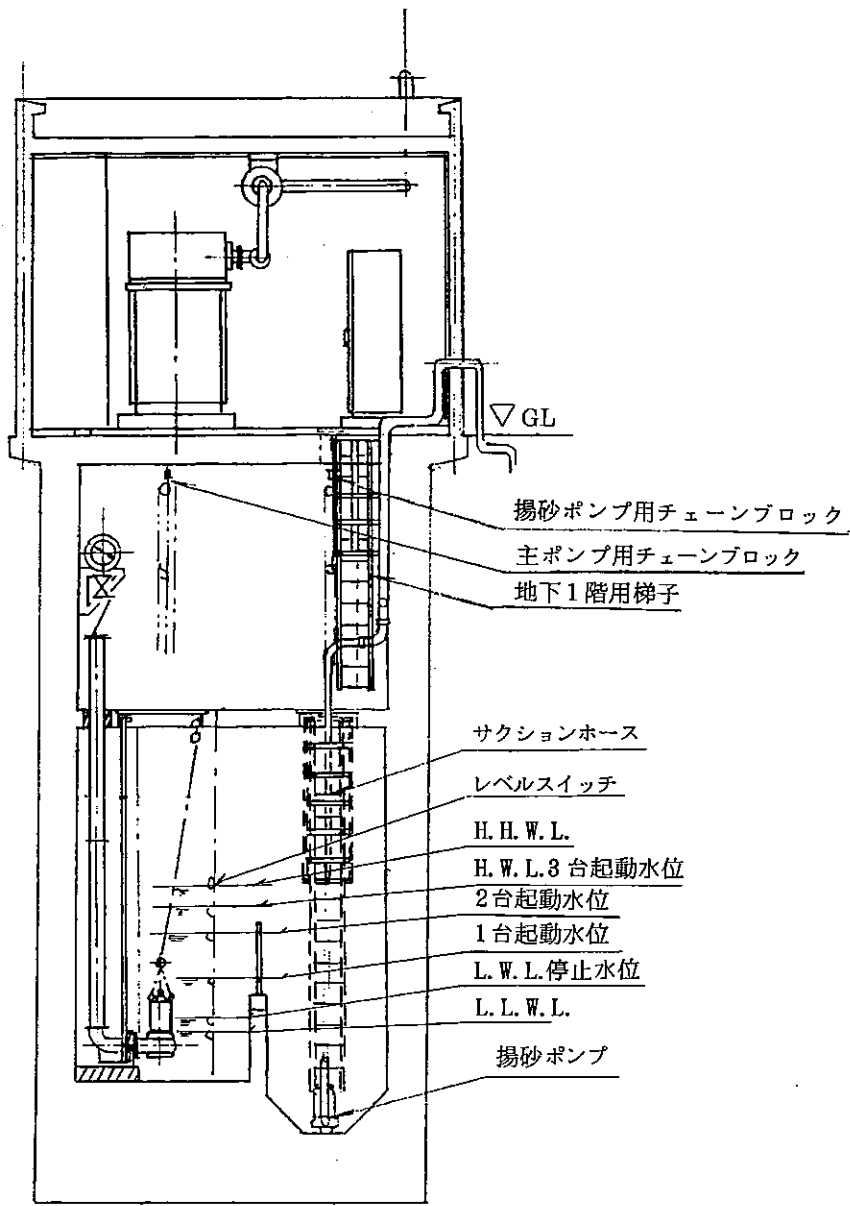 ▽ GL
揚砂ポンプ用チェーンブロック
主ポンプ用チェーンブロック
地下1階用梯子
サクションホース
レベルスイッチ
H.H.W.L.
H.W.L.3台起動水位
2台起動水位
1台起動水位
L.W.L.停止水位
L.L.W.L.
揚砂ポンプ